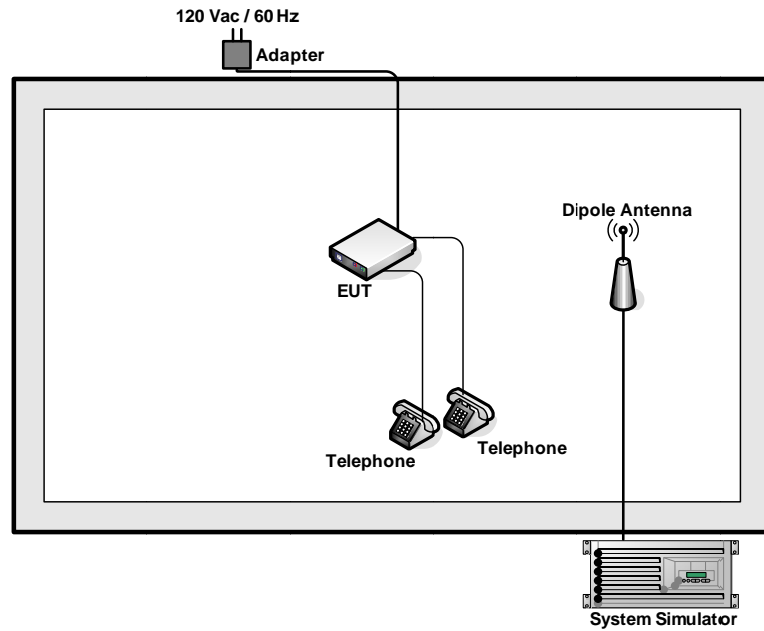 120 Vac / 60 Hz
Adapter
Dipole Antenna
EUT
Telephone
Telephone
System Simulator